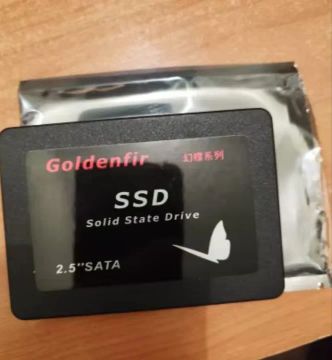 Goldenfir 幻蝶系列
SSD
Solid State Drive
2.5"SATA